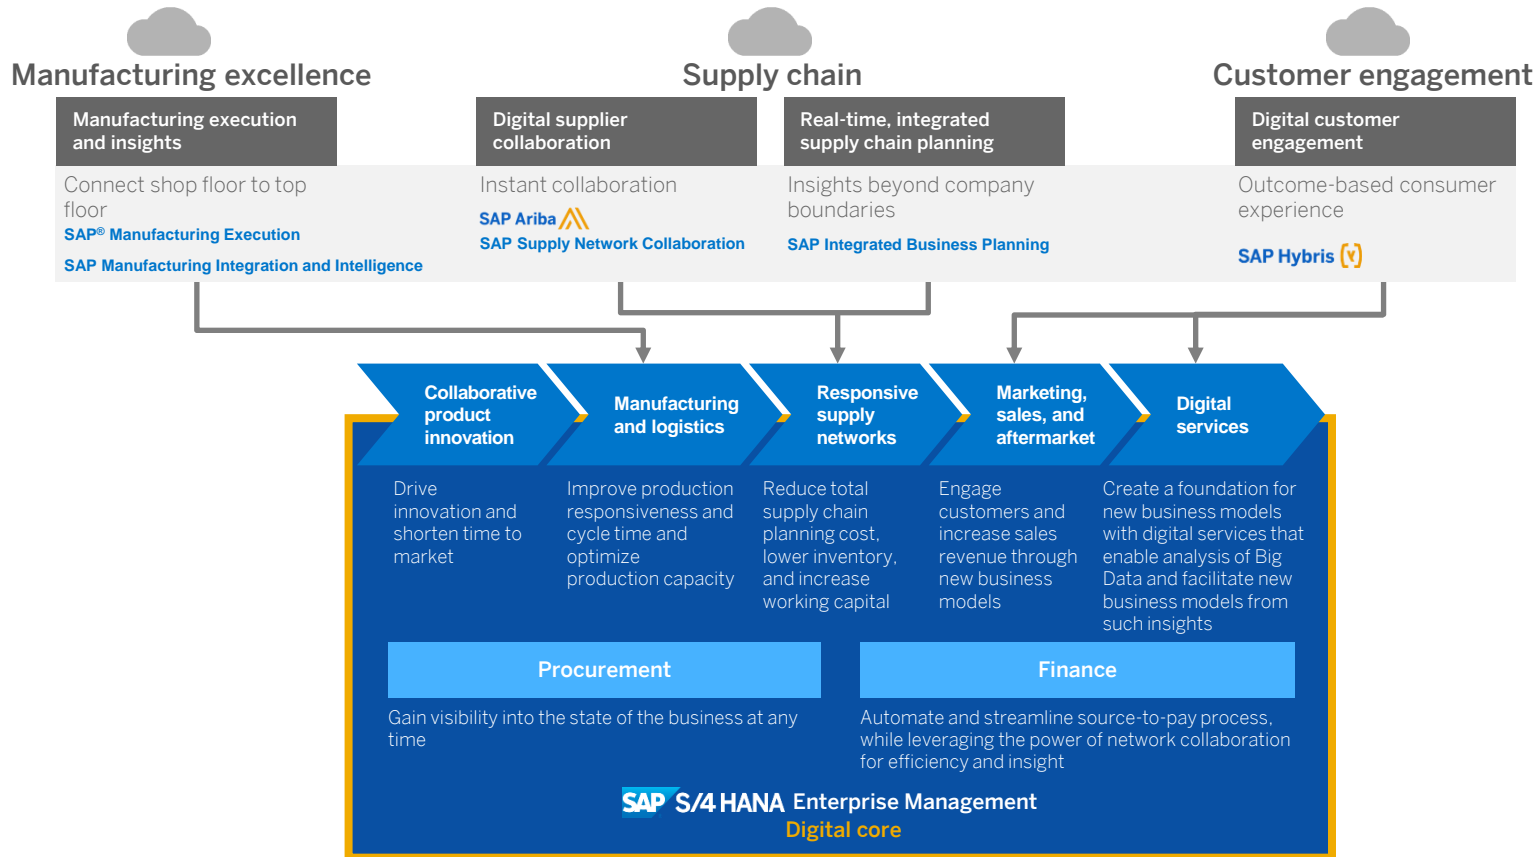 Manufacturing excellence
Supply chain
Customer engagement
Manufacturing execution
and insights
Connect shop floor to top
floor
SAP® Manufacturing Execution
SAP Manufacturing Integration and Intelligence
Digital supplier
collaboration
Instant collaboration
SAP Ariba
SAP Supply Network Collaboration
Real-time, integrated
supply chain planning
Insights beyond company
boundaries
SAP Integrated Business Planning
Digital customer
engagement
Outcome-based consumer
experience
SAP Hybris
Collaborative
product
innovation
Manufacturing
and logistics
Responsive
supply
networks
Marketing,
sales, and
aftermarket
Digital
services
Drive
innovation and
shorten time to
market
Improve production
responsiveness and
cycle time and
optimize
production capacity
Reduce total
supply chain
planning cost,
lower inventory,
and increase
working capital
Engage
customers and
increase sales
revenue through
new business
models
Create a foundation for
new business models
with digital services that
enable analysis of Big
Data and facilitate new
business models from
such insights
Procurement
Gain visibility into the state of the business at any
time
Finance
Automate and streamline source-to-pay process,
while leveraging the power of network collaboration
for efficiency and insight
SAP S/4 HANA Enterprise Management
Digital core